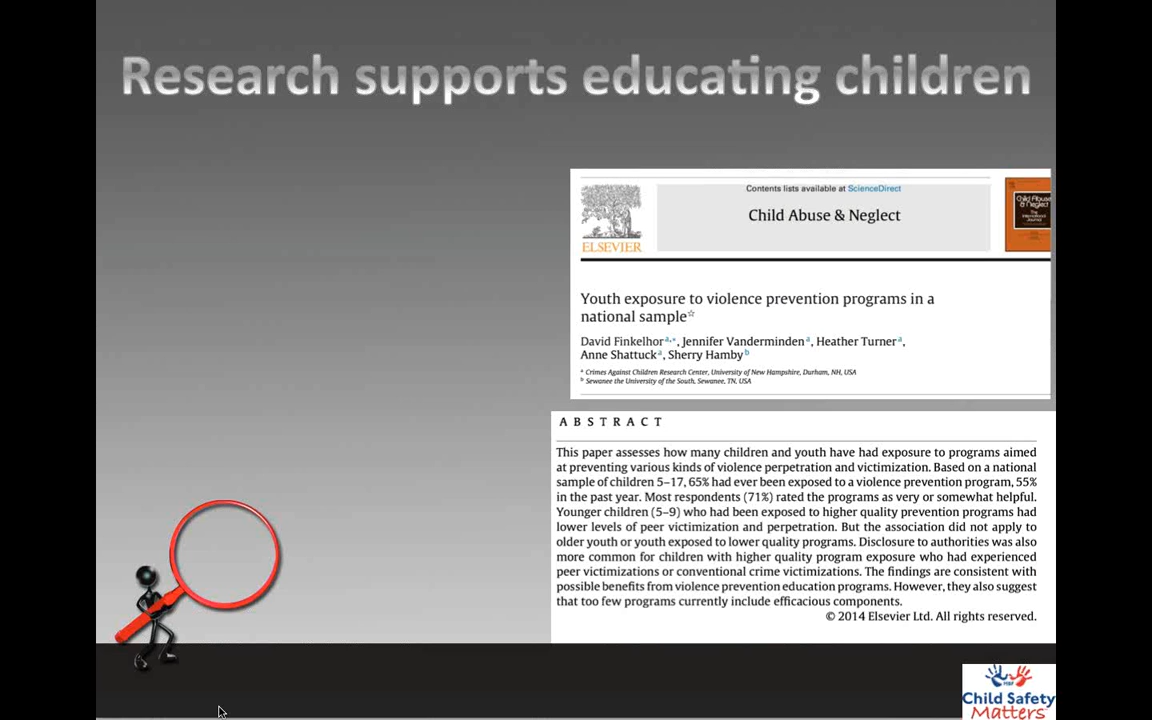 Research supports educating children
Contents lists available at ScienceDirect
Child Abuse & Neglect
ELSEVIER
Child Abuse
& Neglect
The
International
Journal
Youth exposure to violence prevention programs in a
national sample☆
David Finkelhor a,*, Jennifer Vanderminden a, Heather Turner a,
Anne Shattuck a, Sherry Hamby b
a Crimes Against Children Research Center, University of New Hampshire, Durham, NH, USA
b Sewanee the University of the South, Sewanee, TN, USA
A B S T R A C T
This paper assesses how many children and youth have had exposure to programs aimed
at preventing various kinds of violence perpetration and victimization. Based on a national
sample of children 5–17, 65% had ever been exposed to a violence prevention program, 55%
in the past year. Most respondents (71%) rated the programs as very or somewhat helpful.
Younger children (5–9) who had been exposed to higher quality prevention programs had
lower levels of peer victimization and perpetration. But the association did not apply to
older youth or youth exposed to lower quality programs. Disclosure to authorities was also
more common for children with higher quality program exposure who had experienced
peer victimizations or conventional crime victimizations. The findings are consistent with
possible benefits from violence prevention education programs. However, they also suggest
that too few programs currently include efficacious components.
© 2014 Elsevier Ltd. All rights reserved.
Child Safety
Matters